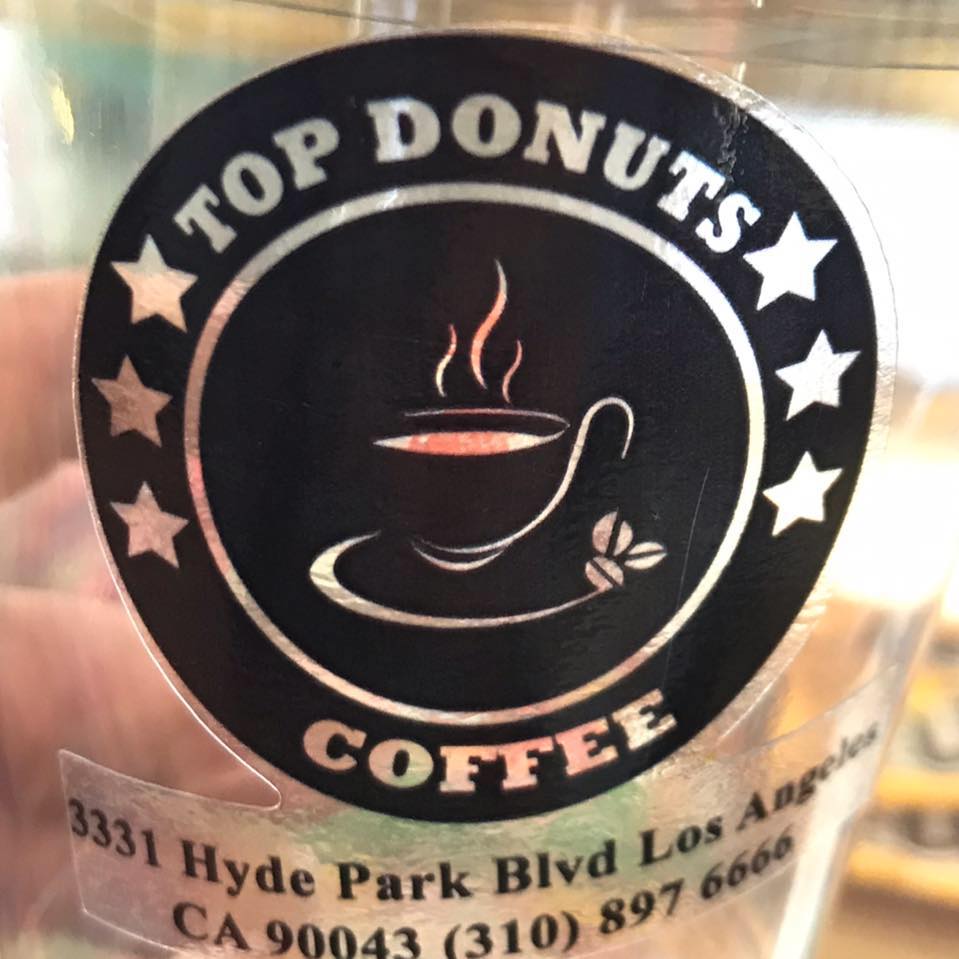 TOP DONUTS
COFFEE
3331 Hyde Park Blvd Los Angeles
CA 90043 (310) 897 6666